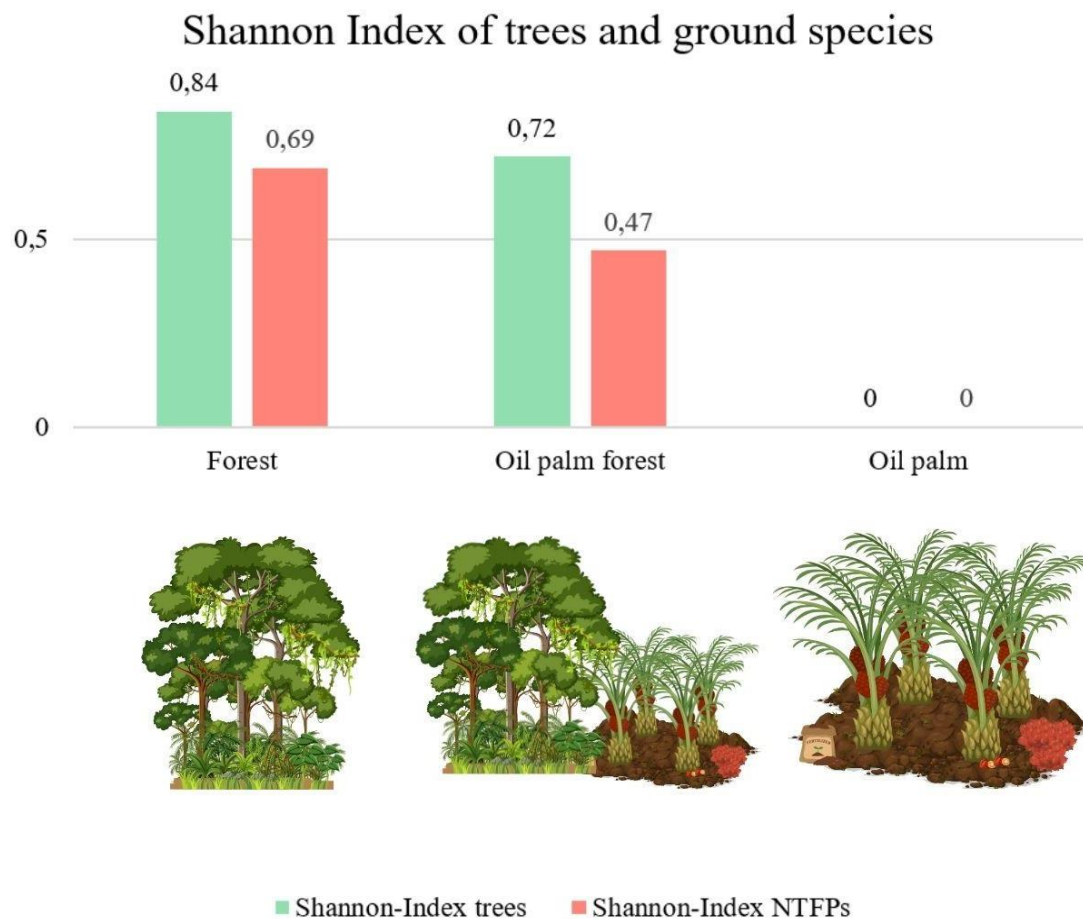 Shannon Index of trees and ground species
0,84
0,69
0,72
0,47
0,5
0 0
0
Forest Oil palm forest Oil palm
FERTILIZER
Shannon-Index trees Shannon-Index NTFPs